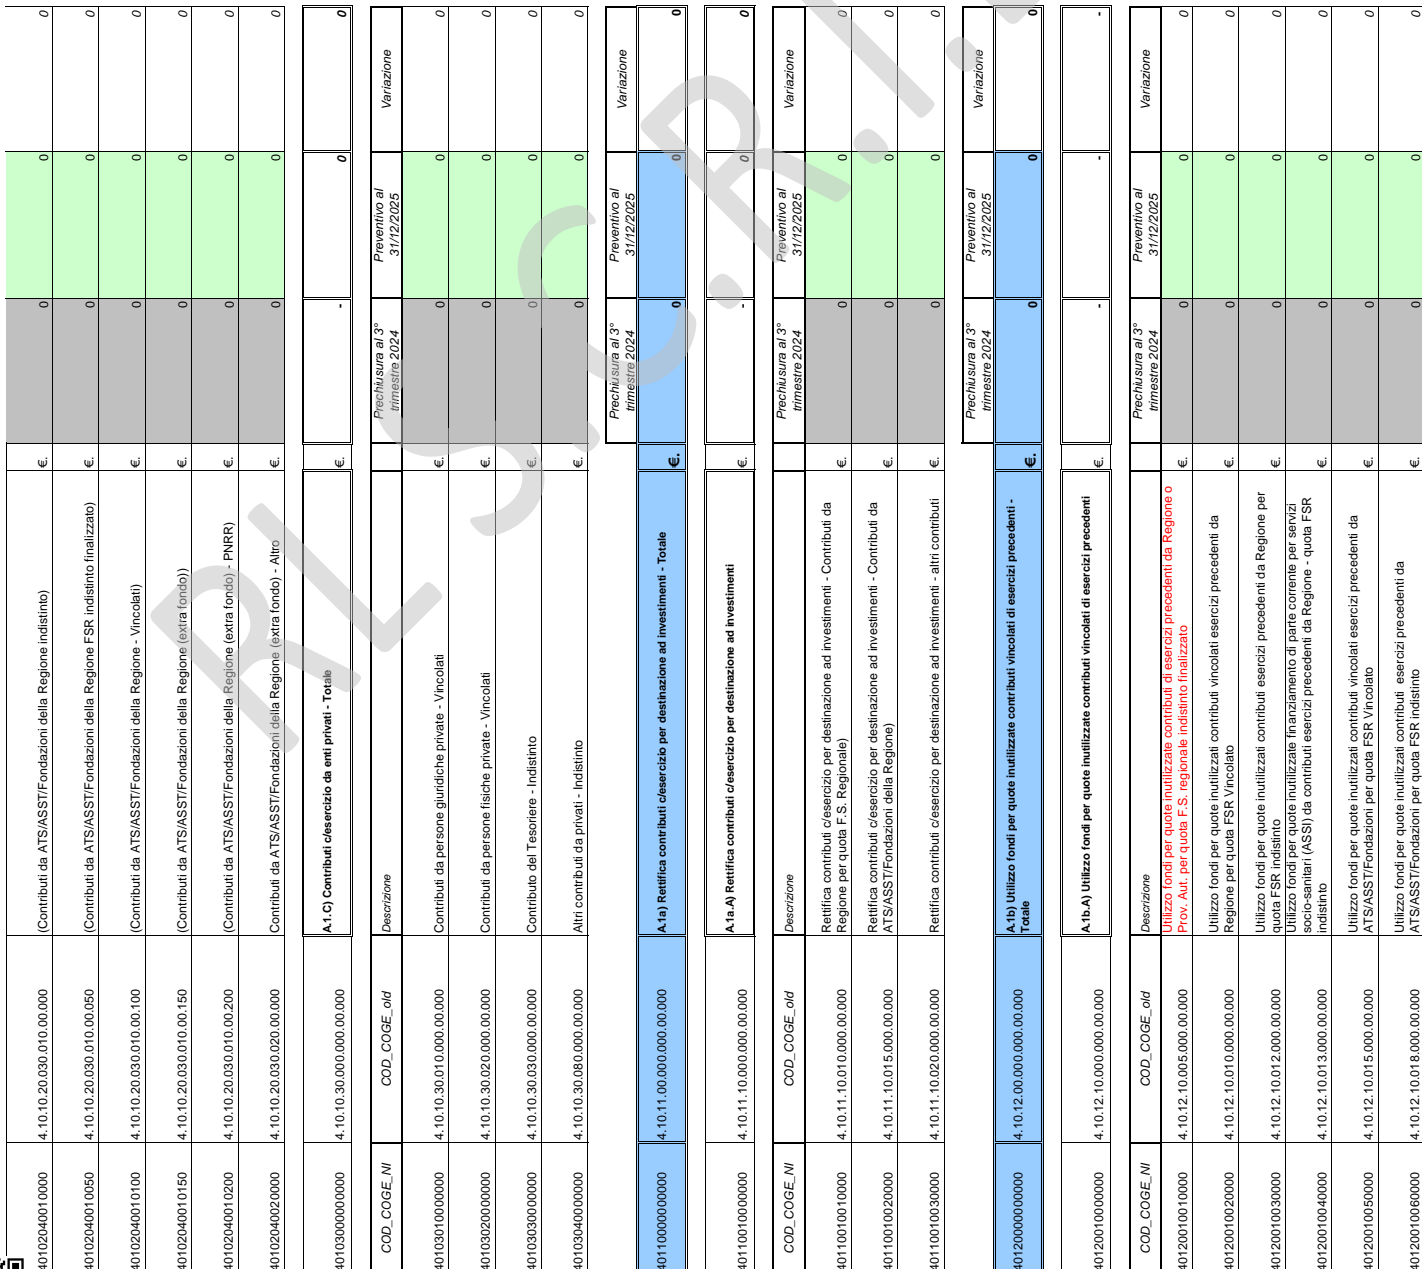 40102040010000 4.10.10.20.030.010.00.000 (Contributi da ATS/ASST/Fondazioni della Regione indistinto) €. 0 0 0
40102040010050 4.10.10.20.030.010.00.050 (Contributi da ATS/ASST/Fondazioni della Regione FSR indistinto finalizzato) €. 0 0 0
40102040010100 4.10.10.20.030.010.00.100 (Contributi da ATS/ASST/Fondazioni della Regione - Vincolati) €. 0 0 0
40102040010150 4.10.10.20.030.010.00.150 (Contributi da ATS/ASST/Fondazioni della Regione (extra fondo)) €. 0 0 0
40102040010200 4.10.10.20.030.010.00.200 (Contributi da ATS/ASST/Fondazioni della Regione (extra fondo) - PNRR) €. 0 0 0
40102040020000 4.10.10.20.030.020.00.000 Contributi da ATS/ASST/Fondazioni della Regione (extra fondo) - Altro €. 0 0 0
40103000000000 4.10.10.30.000.000.00.000 A.1.C) Contributi c/esercizio da enti privati - Totale €. - 0 0
COD_COGE_NI COD_COGE_old Descrizione Prechiusura al 3° trimestre 2024 Preventivo al 31/12/2025 Variazione
40103010000000 4.10.10.30.010.000.00.000 Contributi da persone giuridiche private - Vincolati €. 0 0 0
40103020000000 4.10.10.30.020.000.00.000 Contributi da persone fisiche private - Vincolati €. 0 0 0
40103030000000 4.10.10.30.030.000.00.000 Contributo del Tesoriere - Indistinto €. 0 0 0
40103040000000 4.10.10.30.080.000.00.000 Altri contributi da privati - Indistinto €. 0 0 0
Prechiusura al 3° trimestre 2024 Preventivo al 31/12/2025 Variazione
40110000000000 4.10.11.00.000.000.00.000 A.1a) Rettifica contributi c/esercizio per destinazione ad investimenti - Totale €. 0 0 0
40110010000000 4.10.11.10.000.000.00.000 A.1a.A) Rettifica contributi c/esercizio per destinazione ad investimenti €. - 0 0
COD_COGE_NI COD_COGE_old Descrizione Prechiusura al 3° trimestre 2024 Preventivo al 31/12/2025 Variazione
40110010010000 4.10.11.10.010.000.00.000 Rettifica contributi c/esercizio per destinazione ad investimenti - Contributi da €. 0 0 0
Regione per quota F.S. Regionale)
40110010020000 4.10.11.10.015.000.00.000 Rettifica contributi c/esercizio per destinazione ad investimenti - Contributi da €. 0 0 0
ATS/ASST/Fondazioni della Regione)
40110010030000 4.10.11.10.020.000.00.000 Rettifica contributi c/esercizio per destinazione ad investimenti - altri contributi €. 0 0 0
Prechiusura al 3° trimestre 2024 Preventivo al 31/12/2025 Variazione
40120000000000 4.10.12.00.000.000.00.000 A.1b) Utilizzo fondi per quote inutilizzate contributi vincolati di esercizi precedenti - €. 0 0 0
Totale
40120010000000 4.10.12.10.000.000.00.000 A.1b.A) Utilizzo fondi per quote inutilizzate contributi vincolati di esercizi precedenti €. - - -
COD_COGE_NI COD_COGE_old Descrizione Prechiusura al 3° trimestre 2024 Preventivo al 31/12/2025 Variazione
40120010010000 4.10.12.10.005.000.00.000 Utilizzo fondi per quote inutilizzate contributi di esercizi precedenti da Regione o €. 0 0 0
Prov. Aut. per quota F.S. regionale indistinto finalizzato
40120010020000 4.10.12.10.010.000.00.000 Utilizzo fondi per quote inutilizzati contributi vincolati esercizi precedenti da €. 0 0 0
Regione per quota FSR Vincolato
40120010030000 4.10.12.10.012.000.00.000 Utilizzo fondi per quote inutilizzati contributi esercizi precedenti da Regione per €. 0 0 0
quota FSR indistinto
40120010040000 4.10.12.10.013.000.00.000 Utilizzo fondi per quote inutilizzate finanziamento di parte corrente per servizi €. 0 0 0
socio-sanitari (ASSI) da contributi esercizi precedenti da Regione - quota FSR
indistinto
40120010050000 4.10.12.10.015.000.00.000 Utilizzo fondi per quote inutilizzati contributi vincolati esercizi precedenti da €. 0 0 0
ATS/ASST/Fondazioni per quota FSR Vincolato
40120010060000 4.10.12.10.018.000.00.000 Utilizzo fondi per quote inutilizzati contributi esercizi precedenti da €. 0 0 0
ATS/ASST/Fondazioni per quota FSR indistinto
RL S.C.R.I.